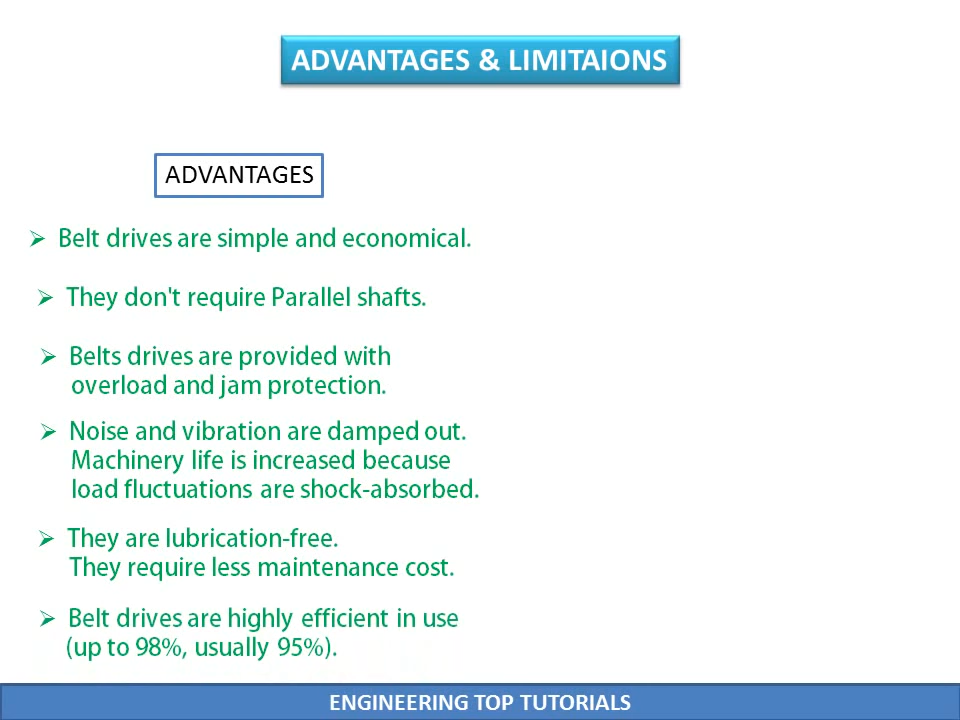 ADVANTAGES & LIMITAIONS
ADVANTAGES
➢ Belt drives are simple and economical.
➢ They don't require Parallel shafts.
➢ Belts drives are provided with
overload and jam protection.
➢ Noise and vibration are damped out.
Machinery life is increased because
load fluctuations are shock-absorbed.
➢ They are lubrication-free.
They require less maintenance cost.
➢ Belt drives are highly efficient in use
(up to 98%, usually 95%).
ENGINEERING TOP TUTORIALS